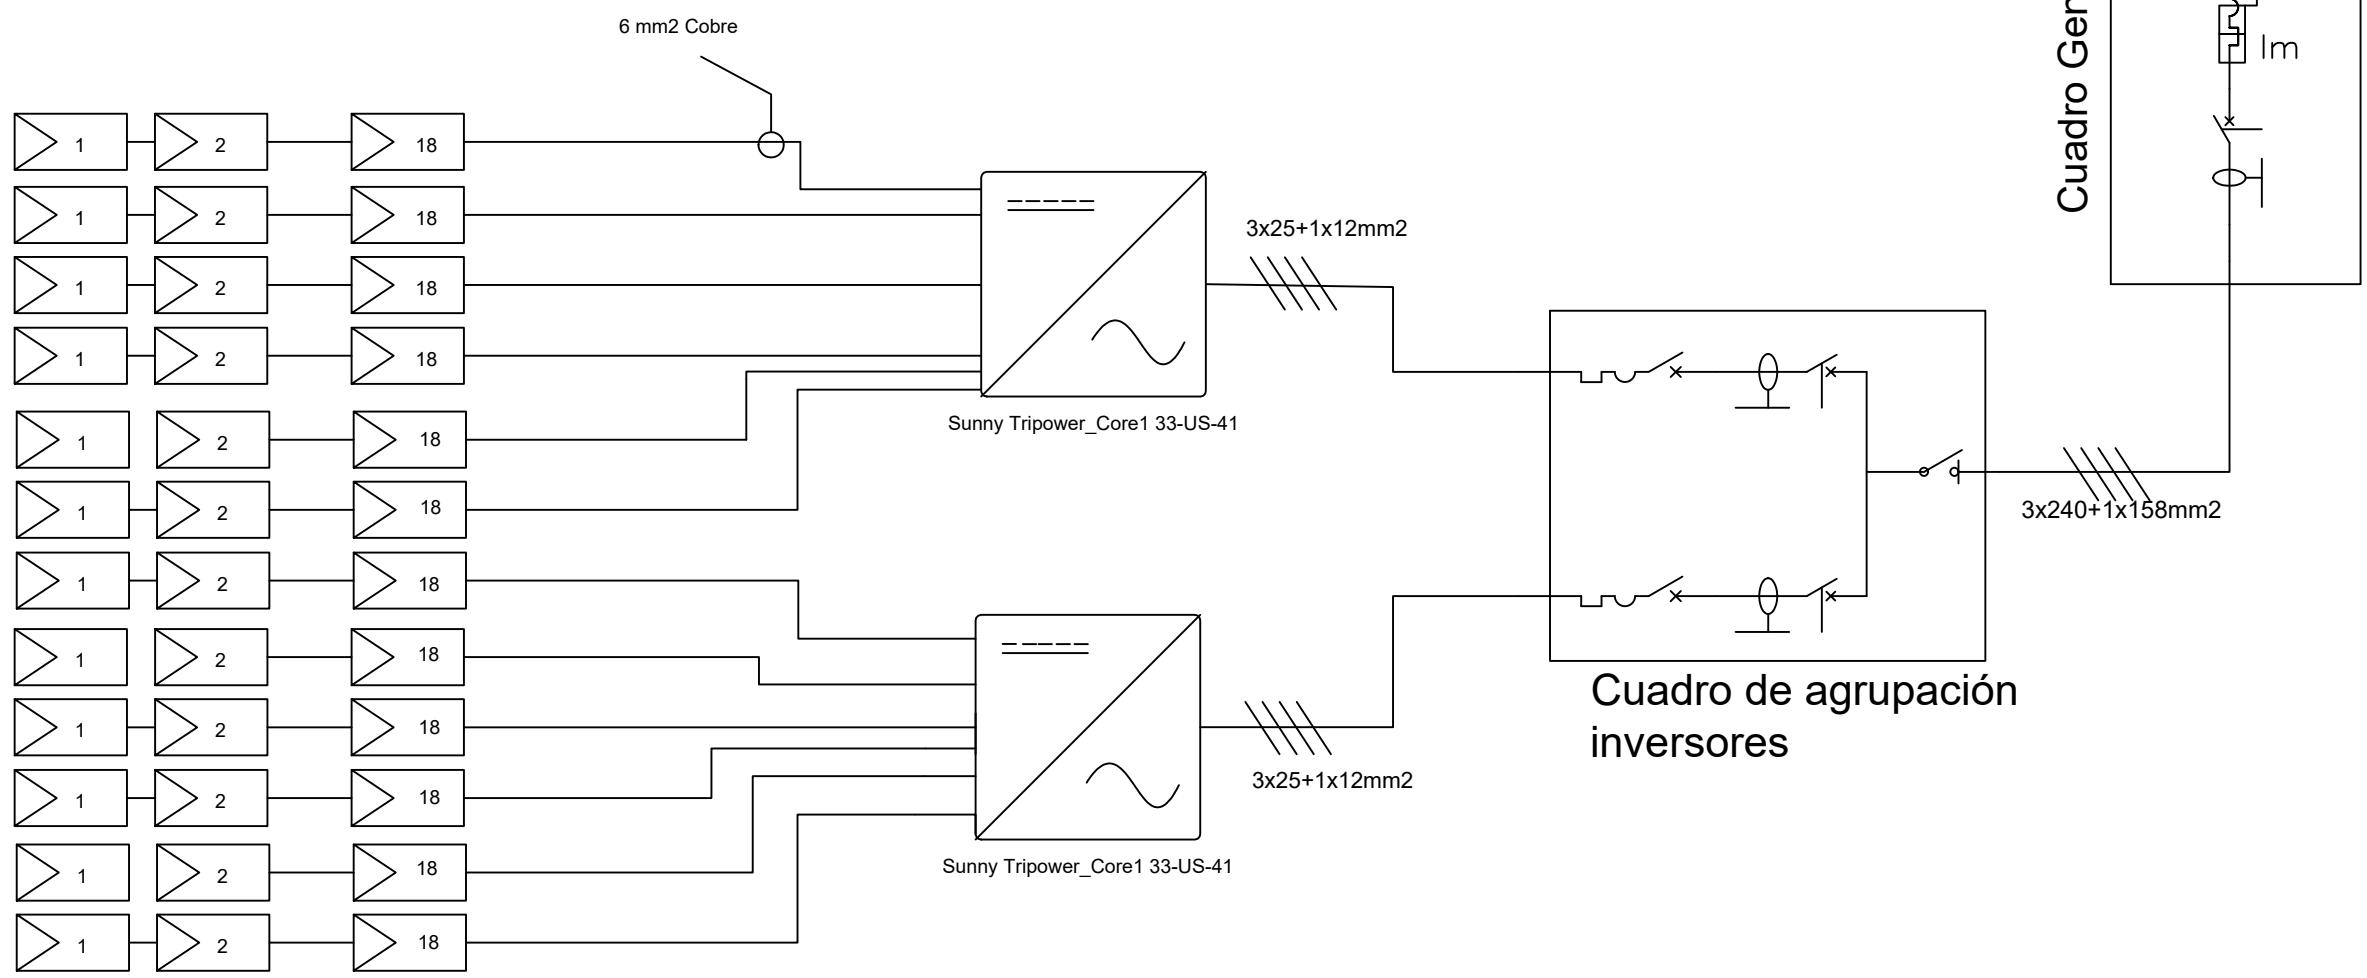 6 mm2 Cobre
Im
1 2 18
1 2 18
1 2 18
1 2 18
1 2 18
1 2 18
1 2 18
1 2 18
1 2 18
1 2 18
1 2 18
1 2 18
Sunny Tripower_Core1 33-US-41
3x25+1x12mm2
Sunny Tripower_Core1 33-US-41
3x25+1x12mm2
Cuadro de agrupación
inversores
3x240+1x158mm2
Cuadro